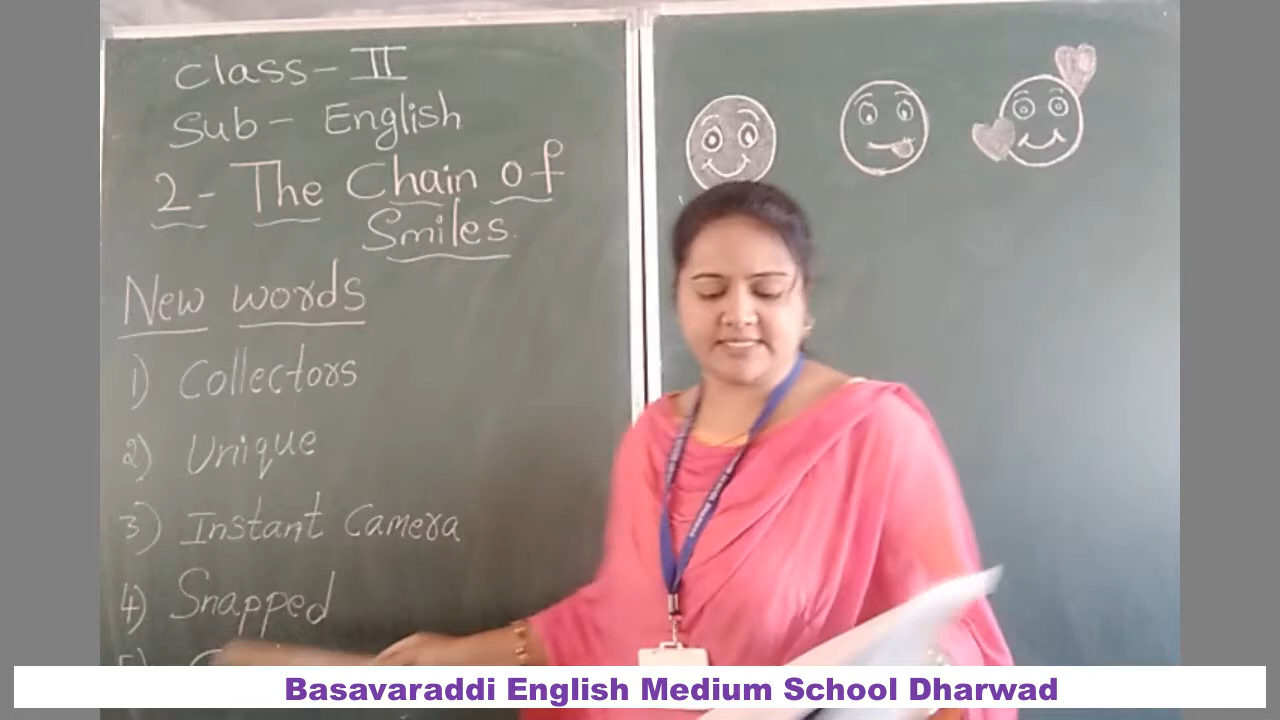 Class - II
Sub - English
2 - The Chain of
Smiles.
New words
1) Collectors
2) Unique
3) Instant Camera
4) Snapped
5)
Basavaraddi English Medium School Dharwad